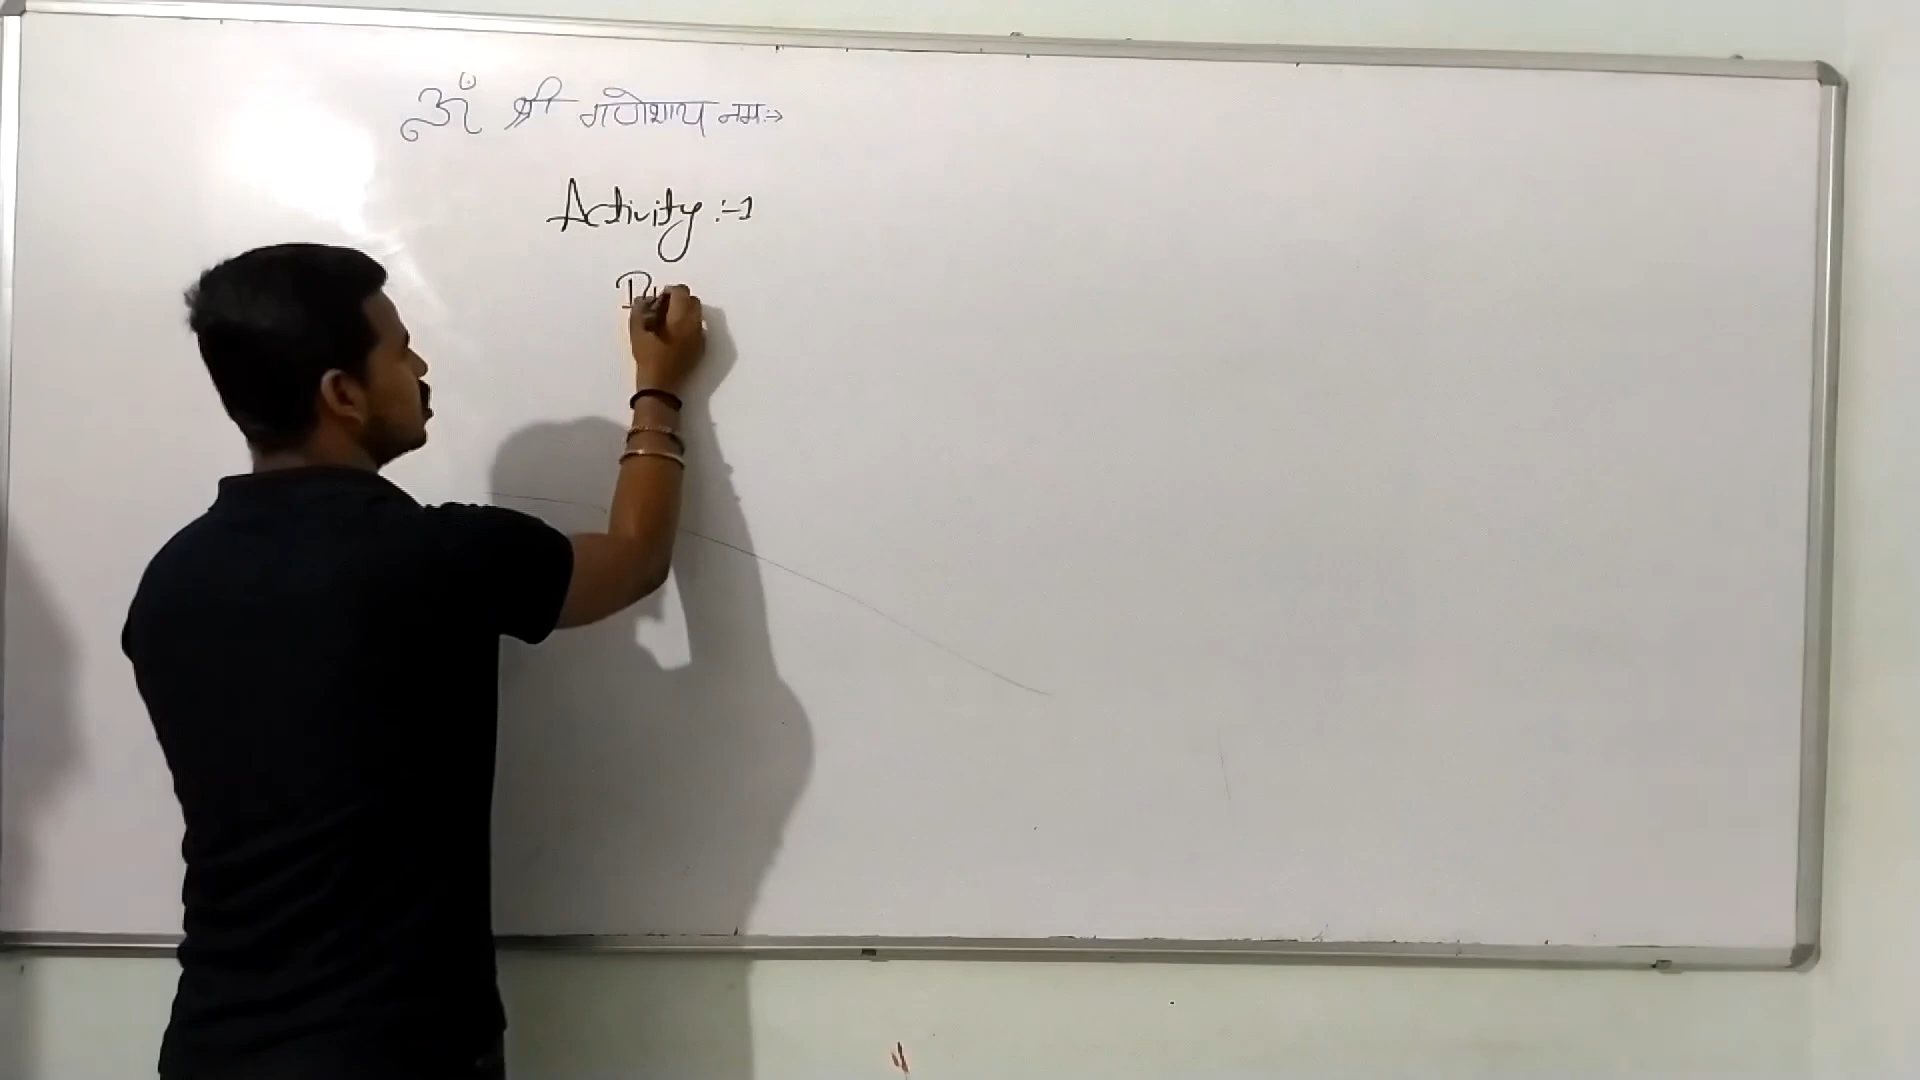 ॐ श्री गणेशाय नमः->
Activity :- 1